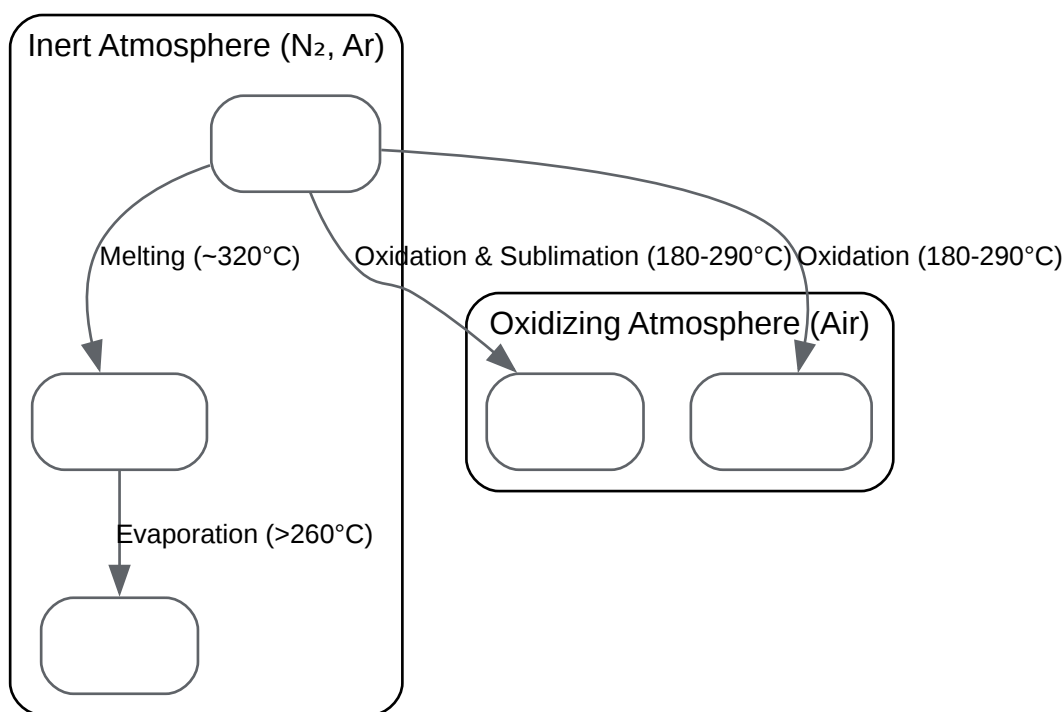 Inert Atmosphere (N₂, Ar)
Melting (~320°C)
Oxidation & Sublimation (180-290°C)
Oxidation (180-290°C)
Oxidizing Atmosphere (Air)
Evaporation (>260°C)